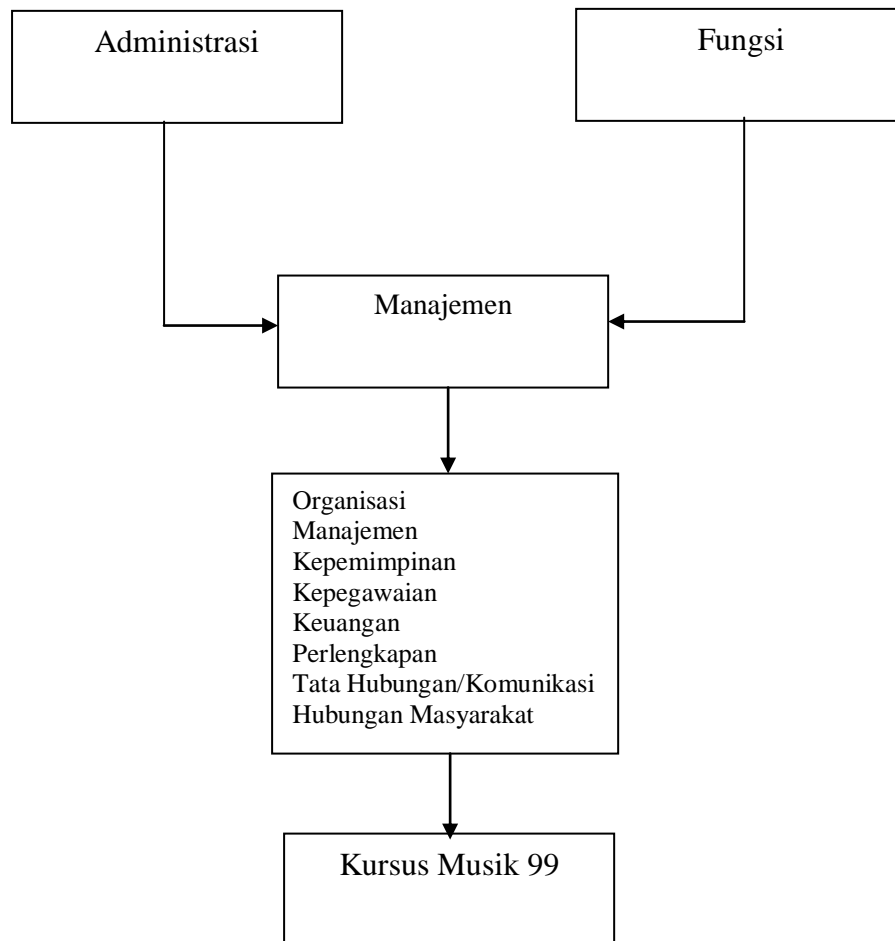 Administrasi
Fungsi
Manajemen
Organisasi
Manajemen
Kepemimpinan
Kepegawaian
Keuangan
Perlengkapan
Tata Hubungan/Komunikasi
Hubungan Masyarakat
Kursus Musik 99